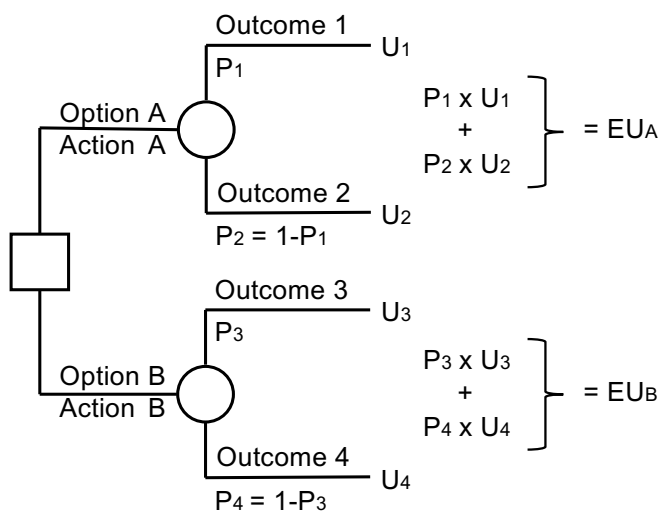 Outcome 1
U1
P1
P1 x U1
+
P2 x U2
= EUA
Option A
Action A
Outcome 2
U2
P2 = 1-P1
Outcome 3
U3
P3
P3 x U3
+
P4 x U4
= EUB
Option B
Action B
Outcome 4
U4
P4 = 1-P3